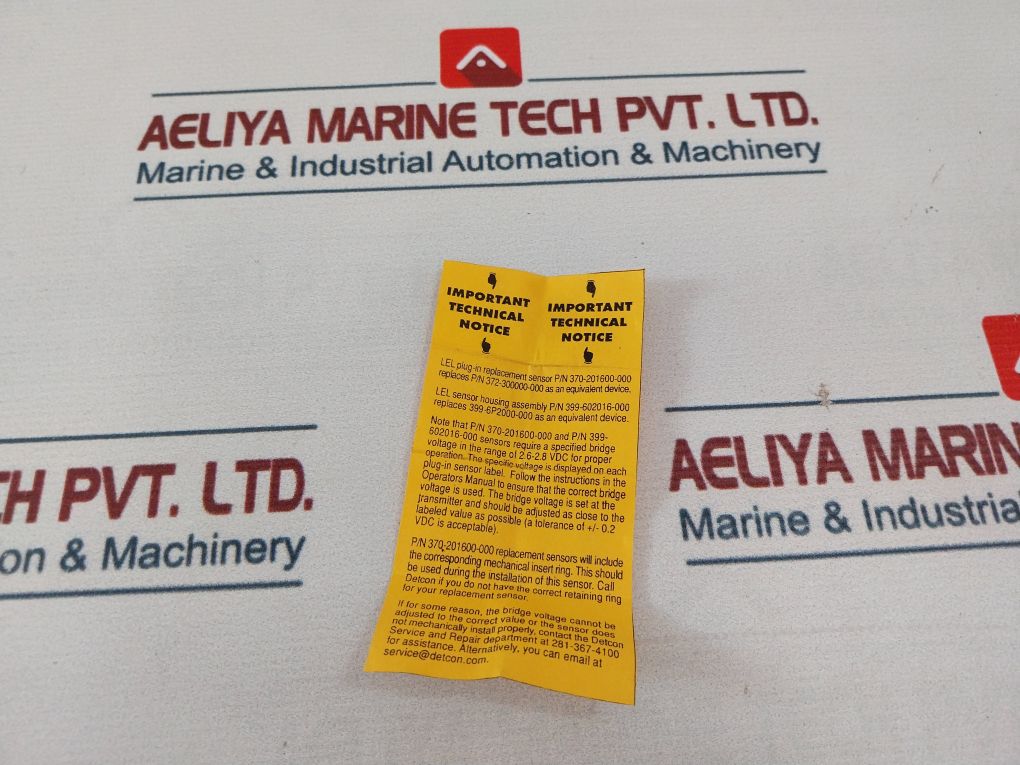 AELIYA MARINE TECH PVT. LTD.
Marine & Industrial Automation & Machinery
IMPORTANT
TECHNICAL
NOTICE
IMPORTANT
TECHNICAL
NOTICE
LEL plug-in replacement sensor P/N 370-201600-000
replaces P/N 372-300000-000 as an equivalent device.
LEL sensor housing assembly P/N 399-602016-000
replaces 399-6P2000-000 as an equivalent device.
Note that P/N 370-201600-000 and P/N 399-
602016-000 sensors require a specified bridge
voltage in the range of 2.6-2.8 VDC for proper
operation. The specific voltage is displayed on each
plug-in sensor label. Follow the instructions in the
Operators Manual to ensure that the correct bridge
voltage is used. The bridge voltage is set at the
transmitter and should be adjusted as close to the
labeled value as possible (a tolerance of +/- 0.2
VDC is acceptable).
P/N 370-201600-000 replacement sensors will include
the corresponding mechanical insert ring. This should
be used during the installation of this sensor. Call
Detcon if you do not have the correct retaining ring
for your replacement sensor.
If for some reason, the bridge voltage cannot be
adjusted to the correct value or the sensor does
not mechanically install properly, contact the Detcon
Service and Repair department at 281-367-4100
for assistance. Alternatively, you can email at
service@detcon.com.
CH PVT. LTD.
on & Machinery
AELIYA MARIN
Marine & Industria